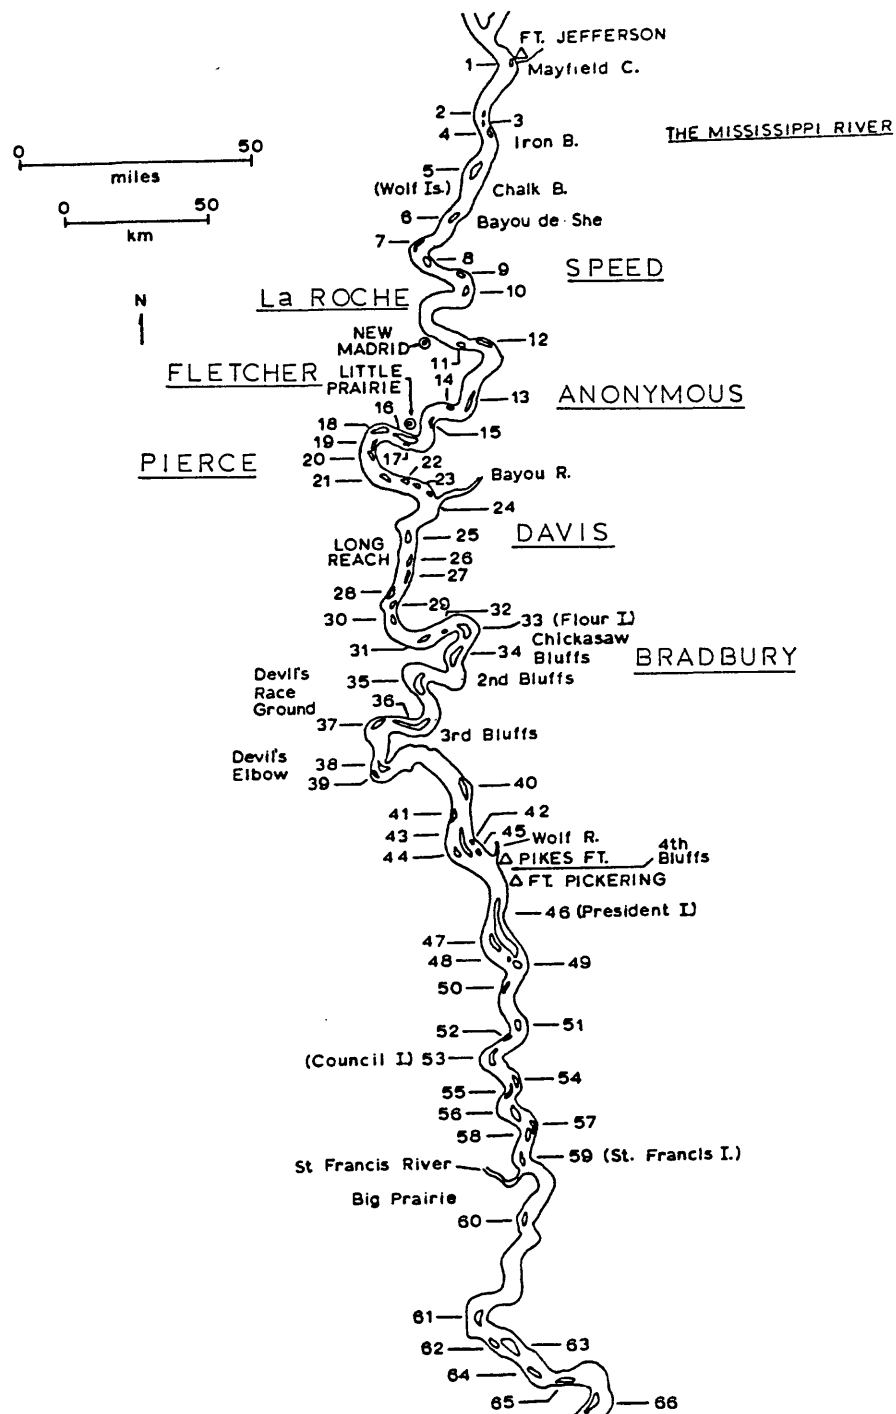 FT. JEFFERSON
1
Mayfield C.
2
3
4
Iron B.
THE MISSISSIPPI RIVER
0 50
miles
0 50
km
5
(Wolf Is.)
Chalk B.
6
Bayou de She
7
8
SPEED
9
10
La ROCHE
N
NEW
MADRID
12
11
FLETCHER
LITTLE
PRAIRIE
14
13
ANONYMOUS
16
15
18
19
17
20
22
PIERCE
21
23
Bayou R.
24
25
DAVIS
LONG
REACH
26
27
28
29
32
30
33 (Flour I.)
31
Chickasaw
Bluffs
34
BRADBURY
35
2nd Bluffs
Devil's
Race
Ground
36
37
3rd Bluffs
Devil's
Elbow
38
39
40
41
42
43
45
Wolf R.
44
PIKES FT.
4th
Bluffs
FT. PICKERING
46 (President I.)
47
48
49
50
51
52
(Council I.) 53
54
55
56
57
58
59 (St. Francis I.)
St Francis River
Big Prairie
60
61
62
63
64
65
66